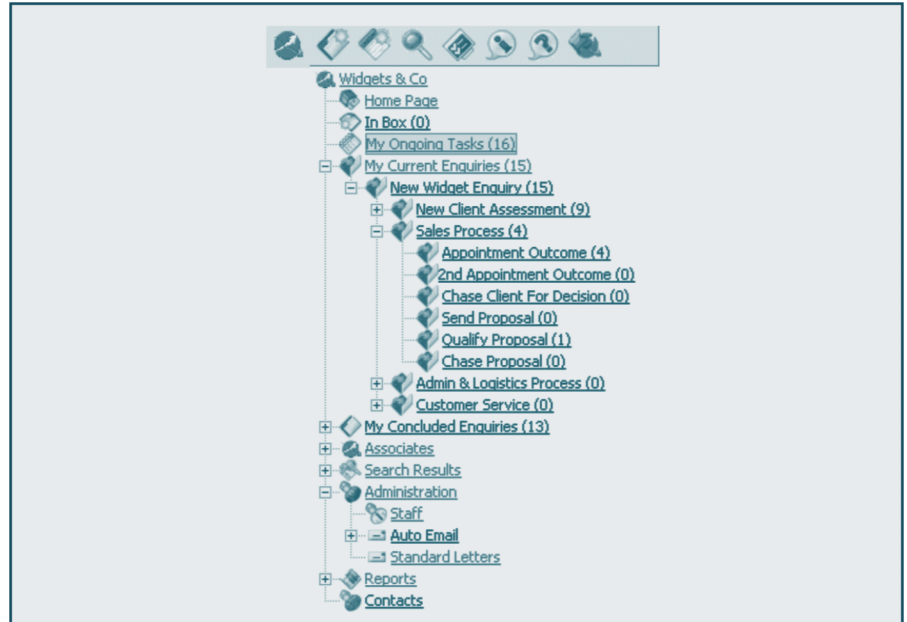 Widgets & Co
Home Page
In Box (0)
My Ongoing Tasks (16)
My Current Enquiries (15)
New Widget Enquiry (15)
New Client Assessment (9)
Sales Process (4)
Appointment Outcome (4)
2nd Appointment Outcome (0)
Chase Client For Decision (0)
Send Proposal (0)
Qualify Proposal (1)
Chase Proposal (0)
Admin & Logistics Process (0)
Customer Service (0)
My Concluded Enquiries (13)
Associates
Search Results
Administration
Staff
Auto Email
Standard Letters
Reports
Contacts